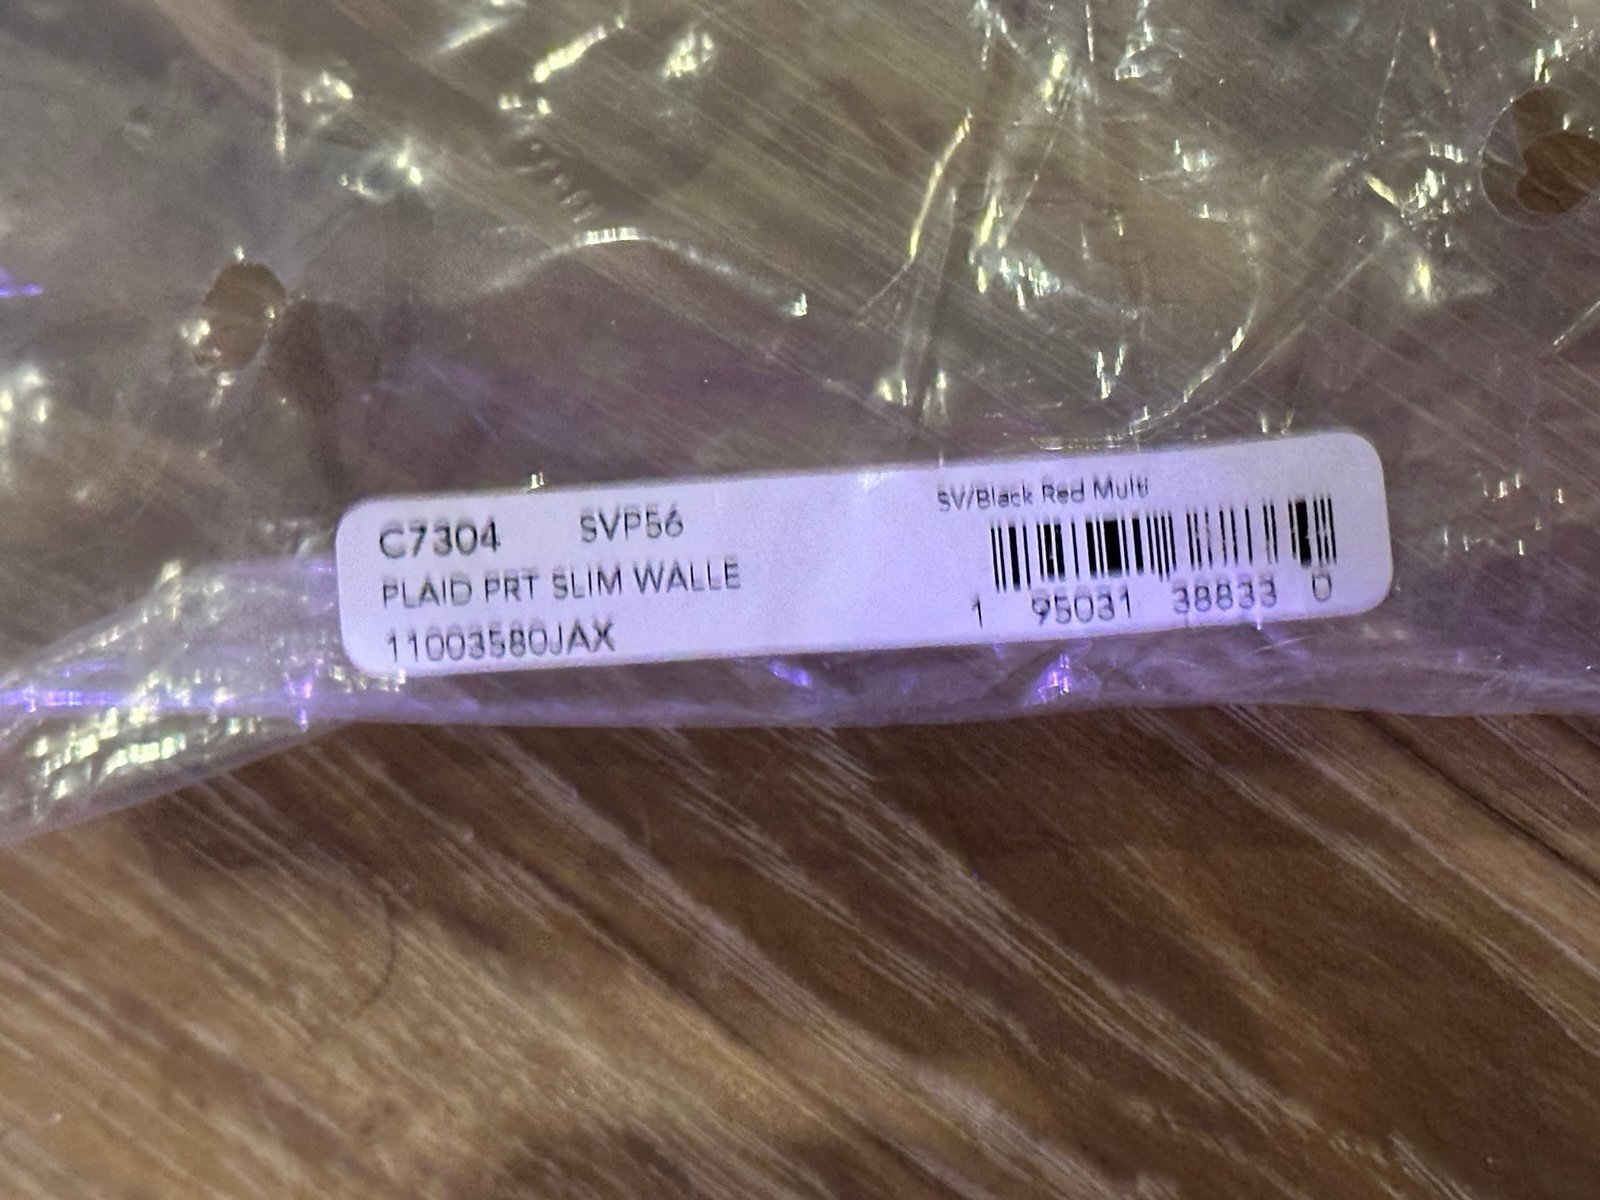 C7304 SVP56
PLAID PRT SLIM WALLE
11003580JAX
SV/Black Red Multi
1 95031 38833 0